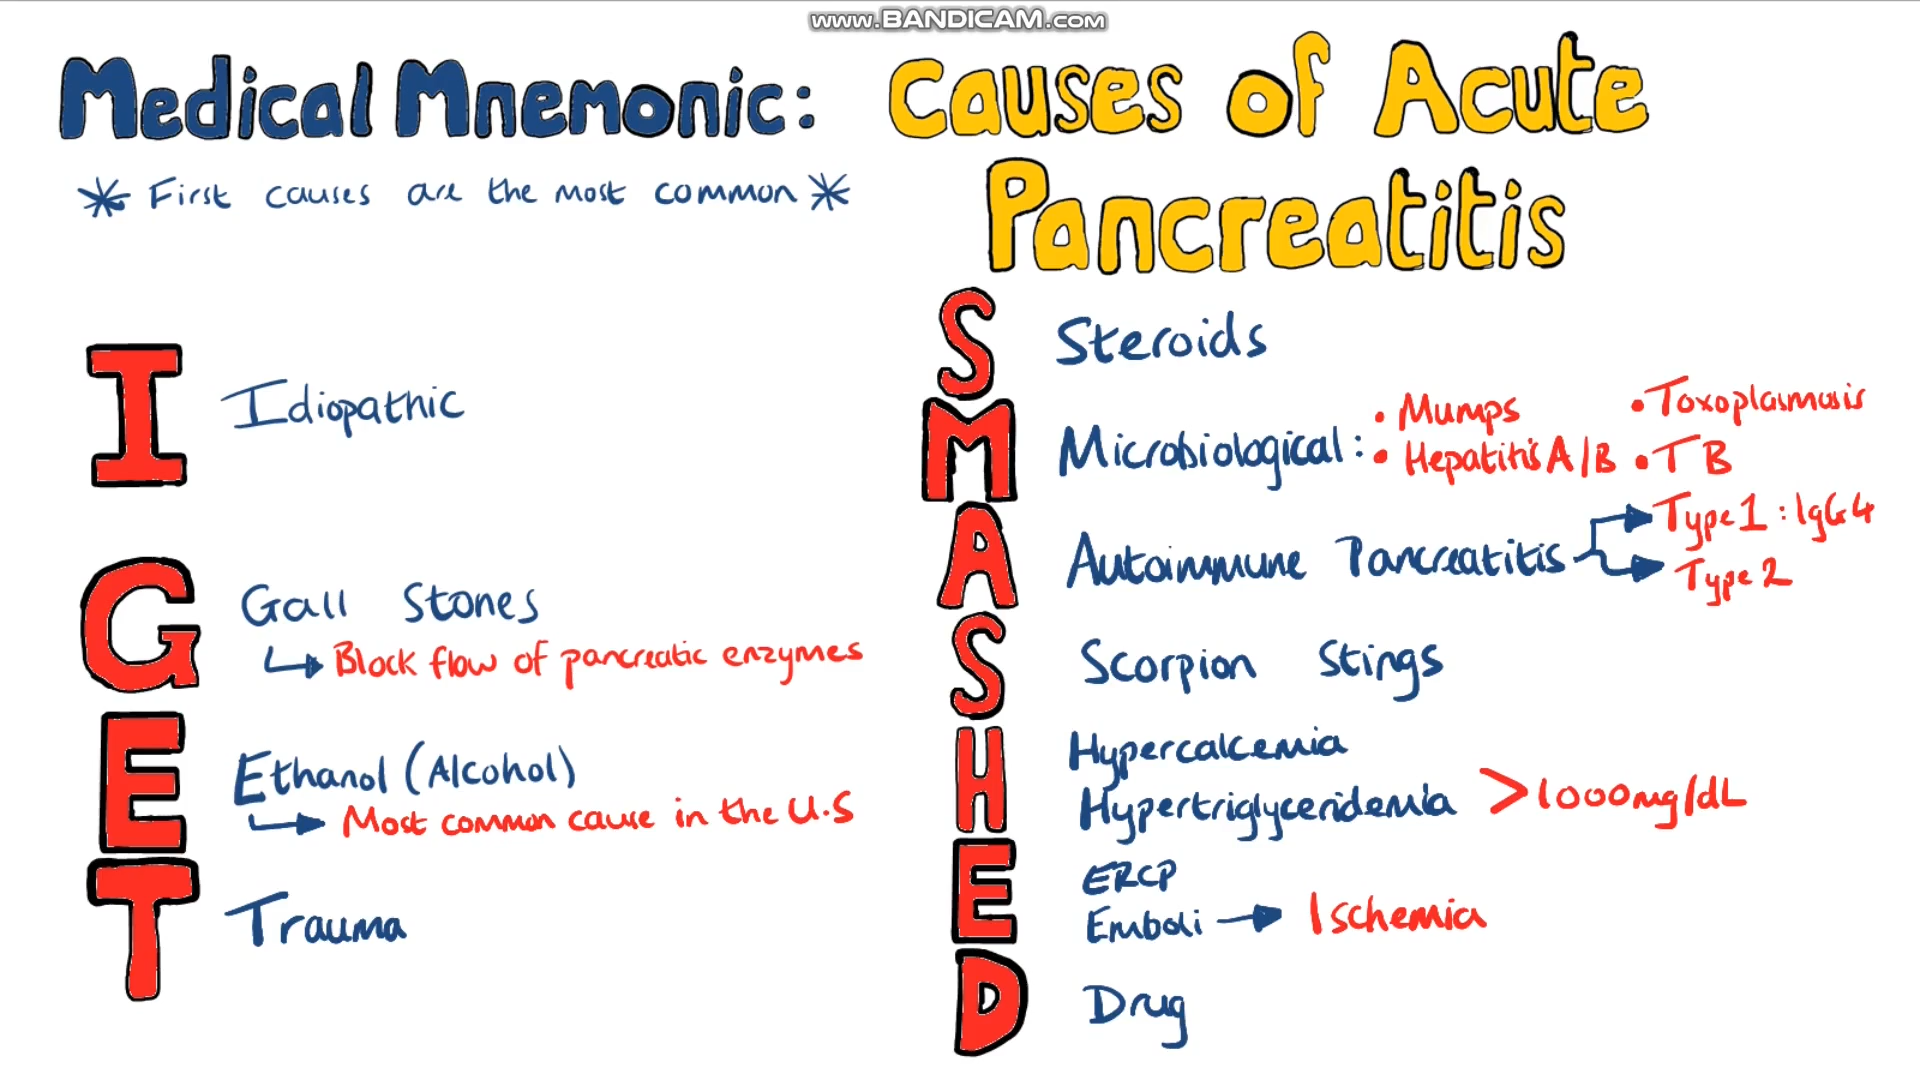 www.BANDICAM.com
Medical Mnemonic:
Causes of Acute
Pancreatitis
* First causes are the most common *
I Idiopathic
G Gall Stones
Block flow of pancreatic enzymes
E Ethanol (Alcohol)
Most common cause in the U.S
T Trauma
S Steroids
M Microbiological: • Mumps • Toxoplasmosis
• Hepatitis A/B • TB
A Autoimmune Pancreatitis Type 1 : IgG4
Type 2
S Scorpion Stings
H Hypercalcemia
Hypertriglyceridemia > 1000mg/dL
E ERCP
Emboli Ischemia
D Drug